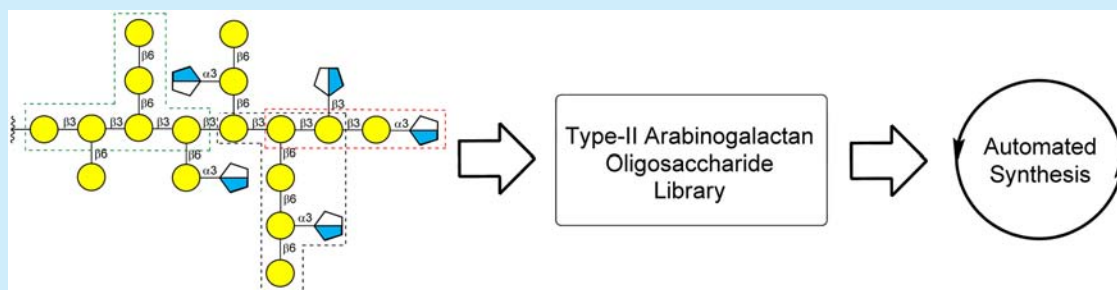 β6 β6
α3
β6 β6 β3
β3 β3 β3 β3 β3 β3 β3 α3
β6 β6 β6
α3
β6
α3
β6
Type-II Arabinogalactan
Oligosaccharide
Library
Automated
Synthesis